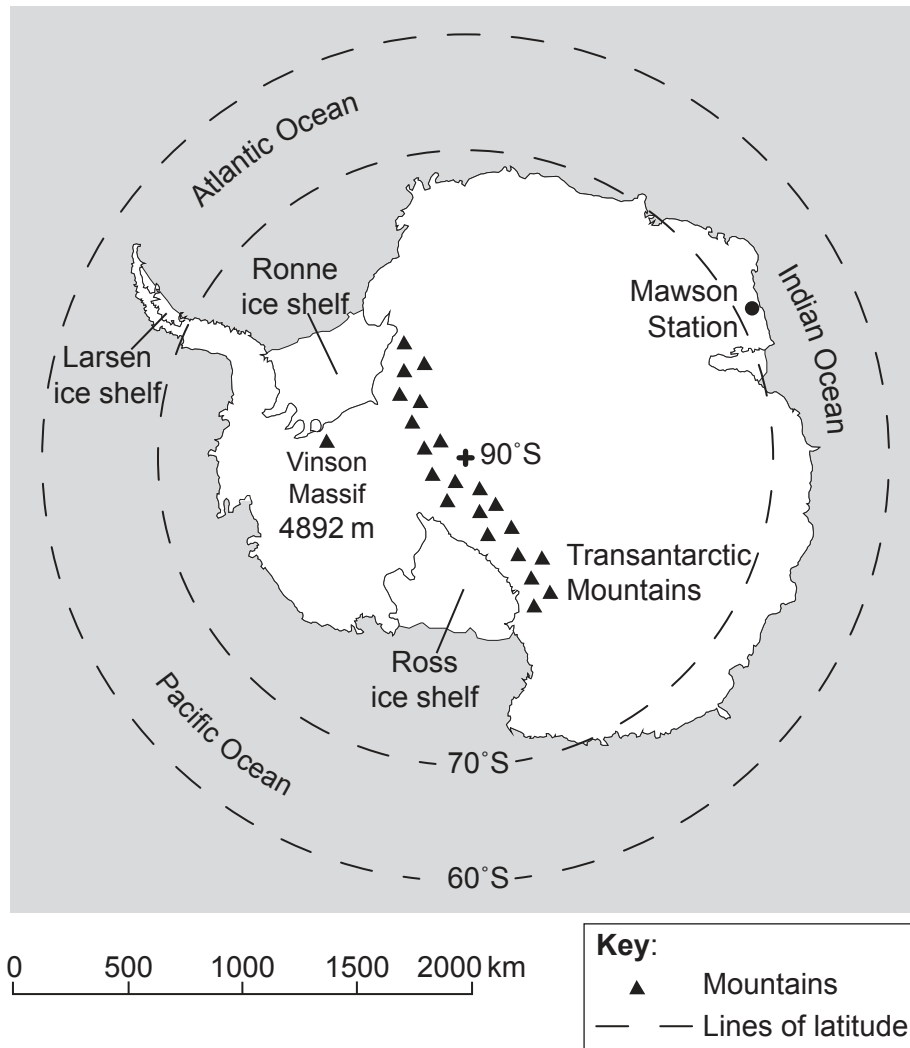 Atlantic Ocean
Ronne
ice shelf
Mawson
Station
Indian Ocean
Larsen
ice shelf
90˚S
Vinson
Massif
4892 m
Transantarctic
Mountains
Ross
ice shelf
Pacific Ocean
70˚S
60˚S
0 500 1000 1500 2000 km
Key:
Mountains
Lines of latitude